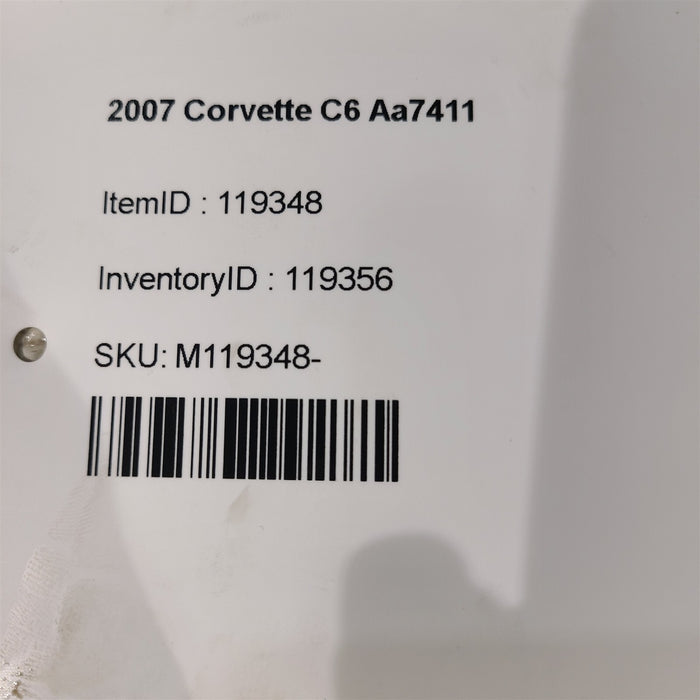 2007 Corvette C6 Aa7411
ItemID : 119348
InventoryID : 119356
SKU: M119348-